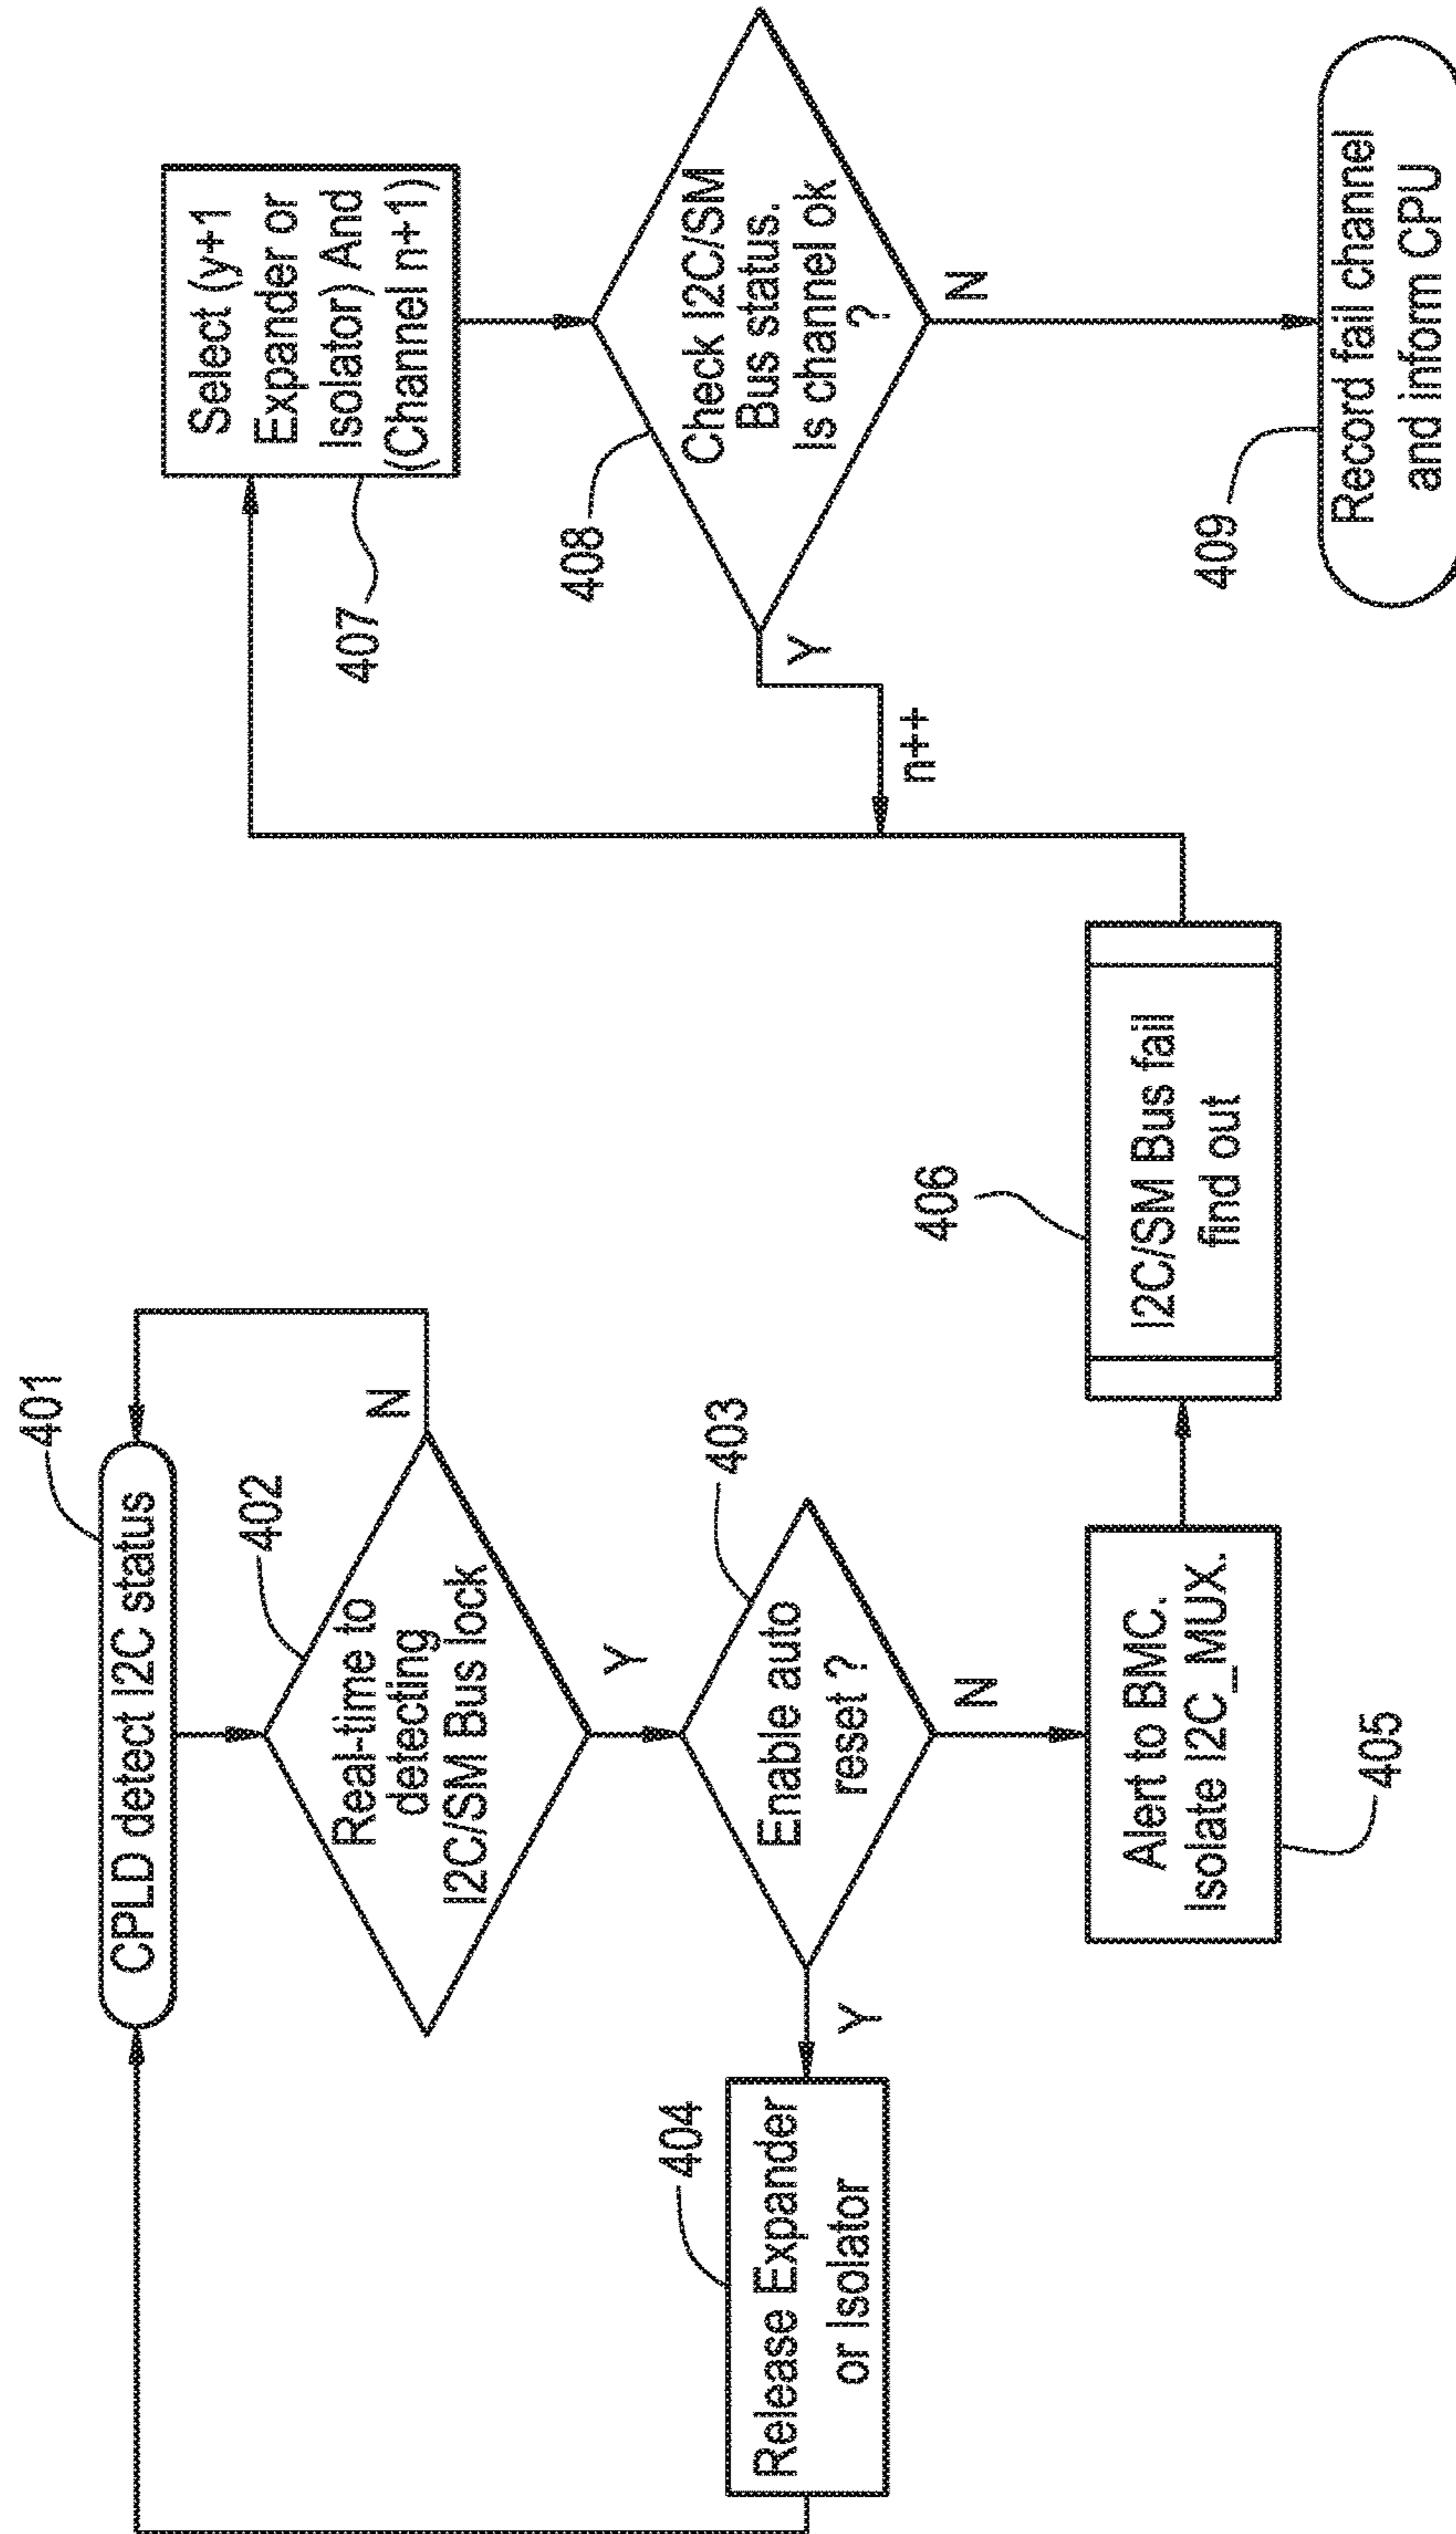 401
CPLD detect I2C status
402
Real-time to
detecting
I2C/SM Bus lock
N
Y
403
Enable auto
reset ?
Y
N
404
Release Expander
or Isolator
Alert to BMC.
Isolate I2C_MUX.
405
406
I2C/SM Bus fail
find out
Select (y+1
Expander or
Isolator) And
(Channel n+1)
407
408
Check I2C/SM
Bus status.
Is channel ok
?
Y
n++
N
409
Record fail channel
and inform CPU